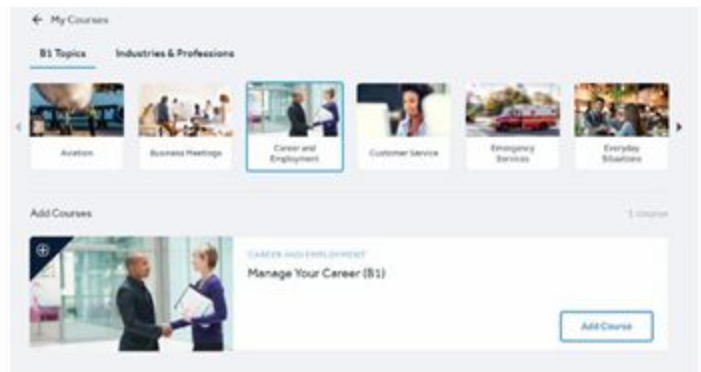 ← My Courses
B1 Topics Industries & Professions
Aviation Business Meetings Career and Employment Customer Service Emergency Services Everyday Situations
Add Courses 1 course
CAREER AND EMPLOYMENT
Manage Your Career (B1)
Add Course